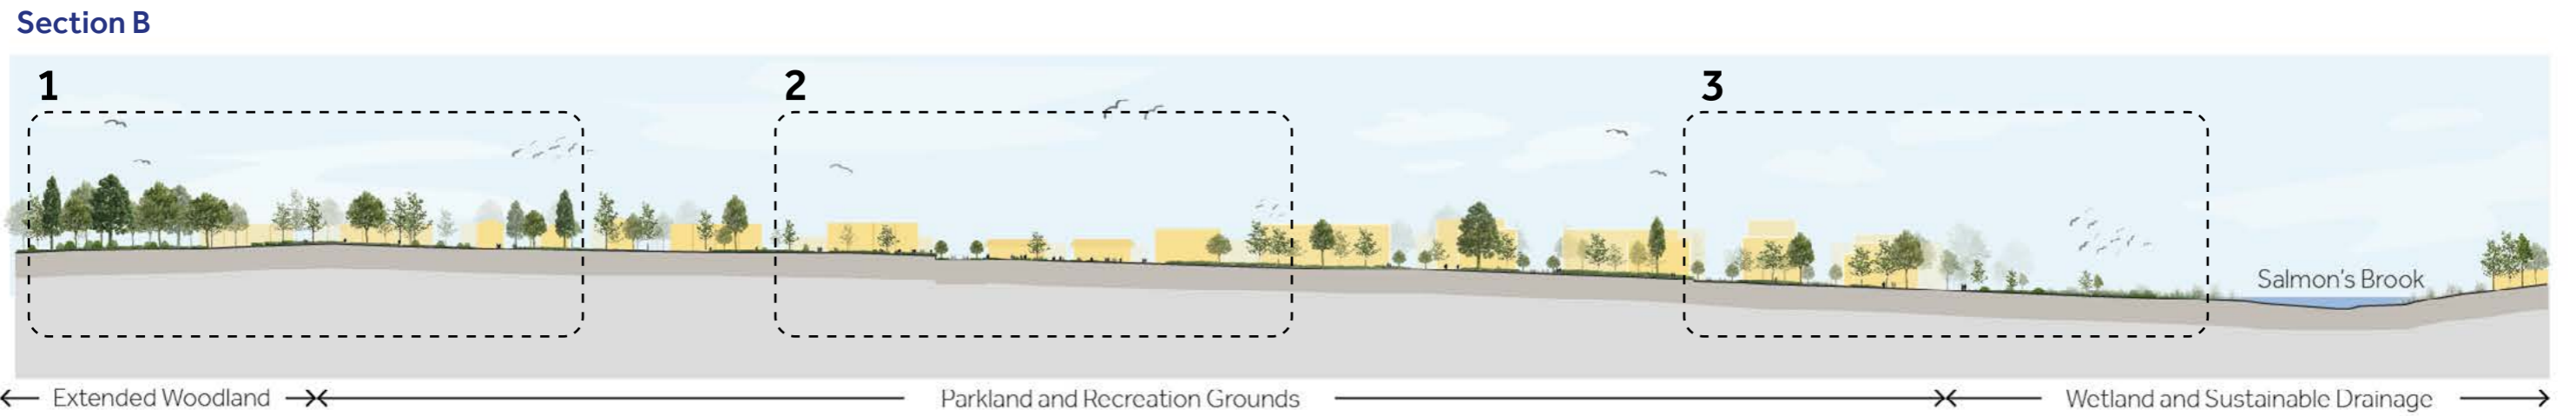 Section B
1
2
3
Salmon's Brook
Extended Woodland
Parkland and Recreation Grounds
Wetland and Sustainable Drainage